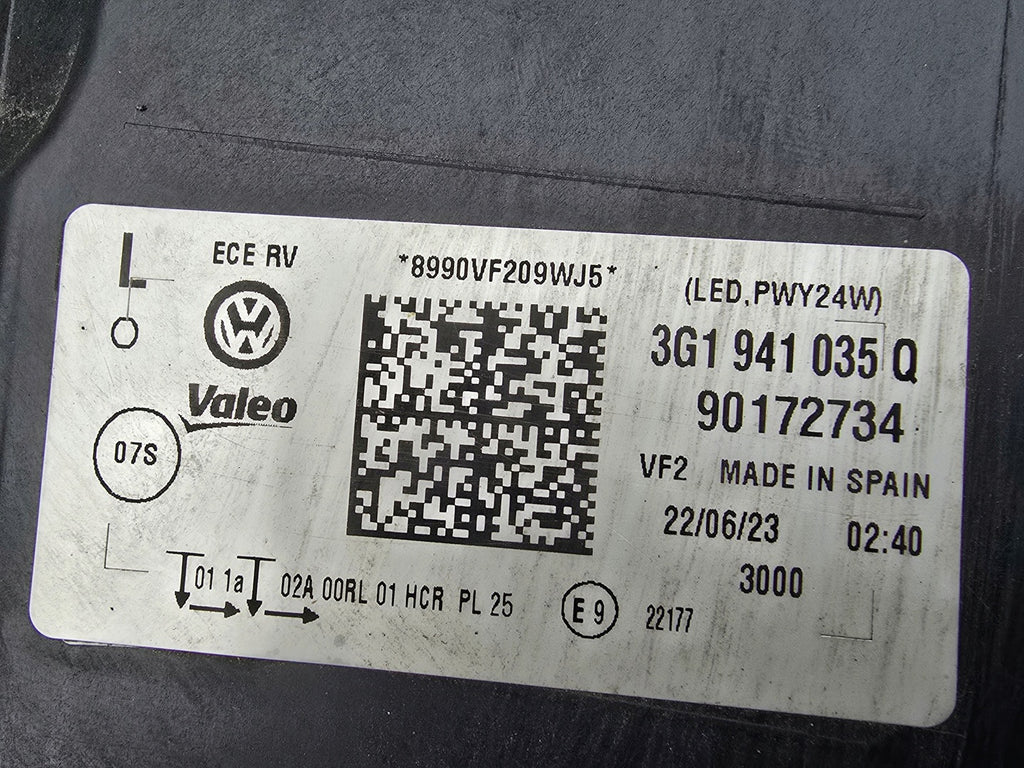 L
ECE RV
*8990VF209WJ5*
(LED,PWY24W)
3G1 941 035 Q
90172734
Valeo
07S
VF2 MADE IN SPAIN
22/06/23 02:40
3000
01 1a 02A 00RL 01 HCR PL 25
E 9
22177